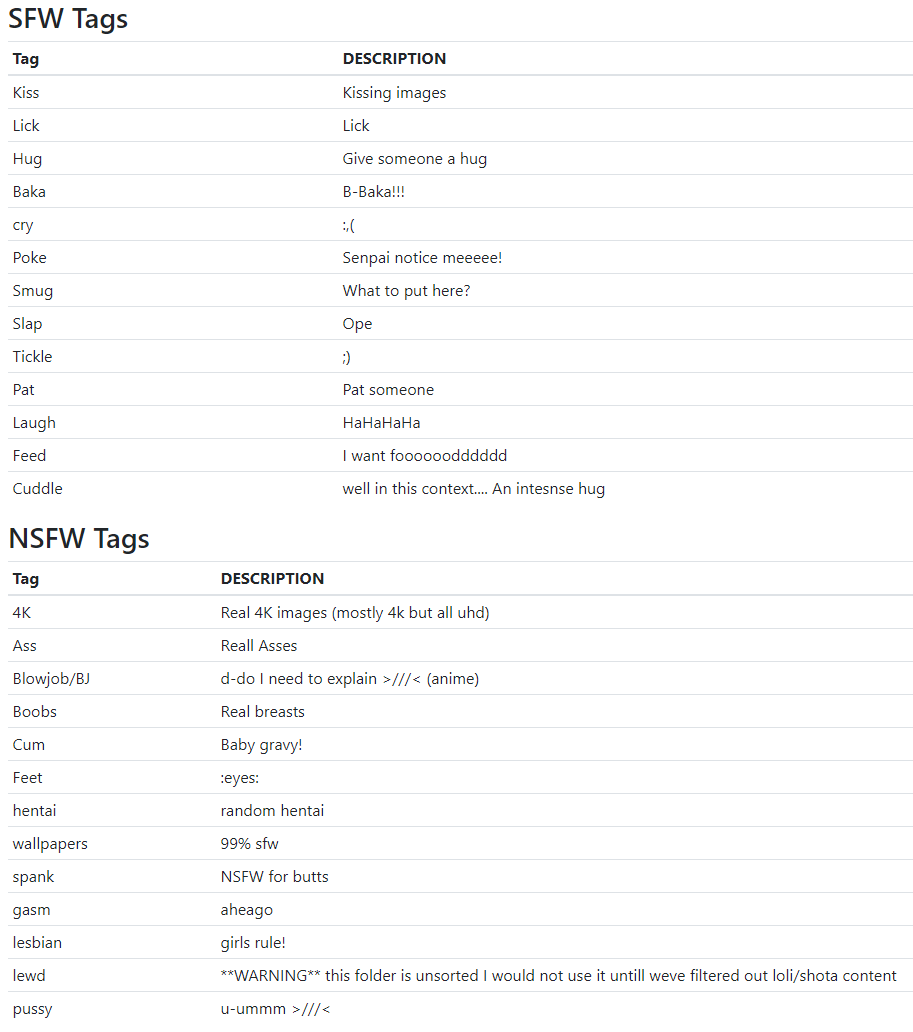 SFW Tags
Tag DESCRIPTION
Kiss Kissing images
Lick Lick
Hug Give someone a hug
Baka B-Baka!!!
cry :,(
Poke Senpai notice meeeee!
Smug What to put here?
Slap Ope
Tickle ;)
Pat Pat someone
Laugh HaHaHaHa
Feed I want foooooodddddd
Cuddle well in this context.... An intesnse hug
NSFW Tags
Tag DESCRIPTION
4K Real 4K images (mostly 4k but all uhd)
Ass Reall Asses
Blowjob/BJ d-do I need to explain >///< (anime)
Boobs Real breasts
Cum Baby gravy!
Feet :eyes:
hentai random hentai
wallpapers 99% sfw
spank NSFW for butts
gasm aheago
lesbian girls rule!
lewd **WARNING** this folder is unsorted I would not use it untill weve filtered out loli/shota content
pussy u-ummm >///<